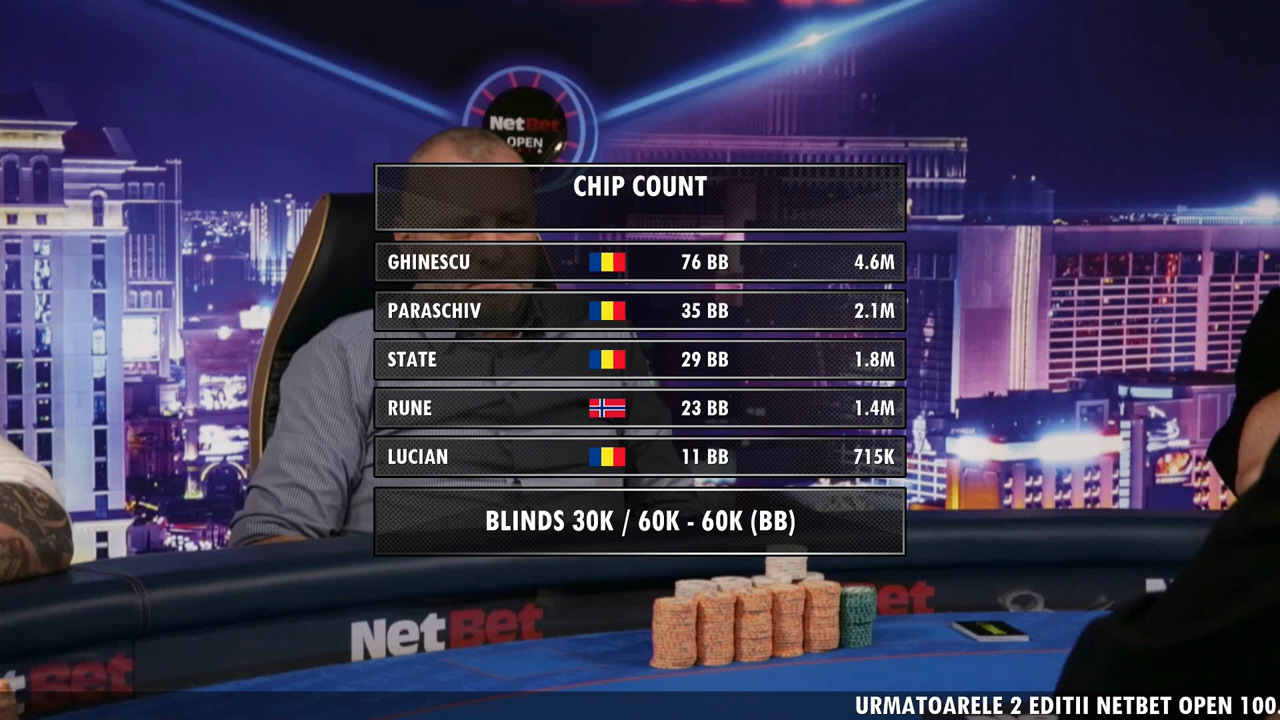 NetBet
OPEN
CHIP COUNT
GHINESCU 76 BB 4.6M
PARASCHIV 35 BB 2.1M
STATE 29 BB 1.8M
RUNE 23 BB 1.4M
LUCIAN 11 BB 715K
BLINDS 30K / 60K - 60K (BB)
NetBet
Bet
URMATOARELE 2 EDITII NETBET OPEN 100.